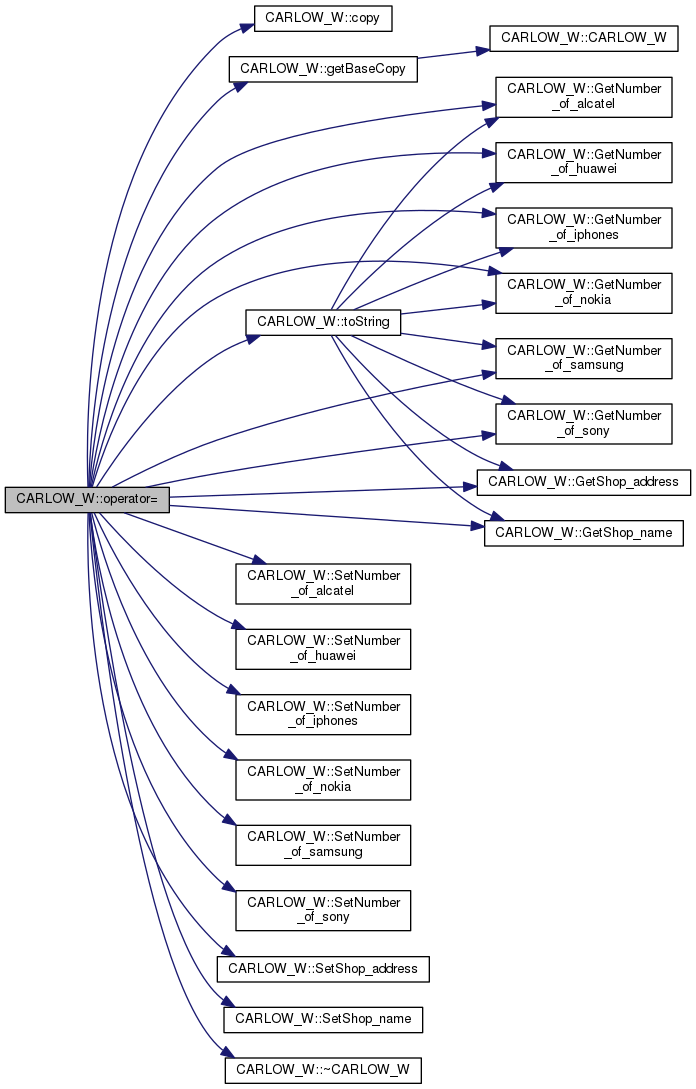 CARLOW_W::copy
CARLOW_W::getBaseCopy
CARLOW_W::CARLOW_W
CARLOW_W::GetNumber
_of_alcatel
CARLOW_W::GetNumber
_of_huawei
CARLOW_W::GetNumber
_of_iphones
CARLOW_W::GetNumber
_of_nokia
CARLOW_W::toString
CARLOW_W::GetNumber
_of_samsung
CARLOW_W::GetNumber
_of_sony
CARLOW_W::GetShop_address
CARLOW_W::operator=
CARLOW_W::GetShop_name
CARLOW_W::SetNumber
_of_alcatel
CARLOW_W::SetNumber
_of_huawei
CARLOW_W::SetNumber
_of_iphones
CARLOW_W::SetNumber
_of_nokia
CARLOW_W::SetNumber
_of_samsung
CARLOW_W::SetNumber
_of_sony
CARLOW_W::SetShop_address
CARLOW_W::SetShop_name
CARLOW_W::~CARLOW_W